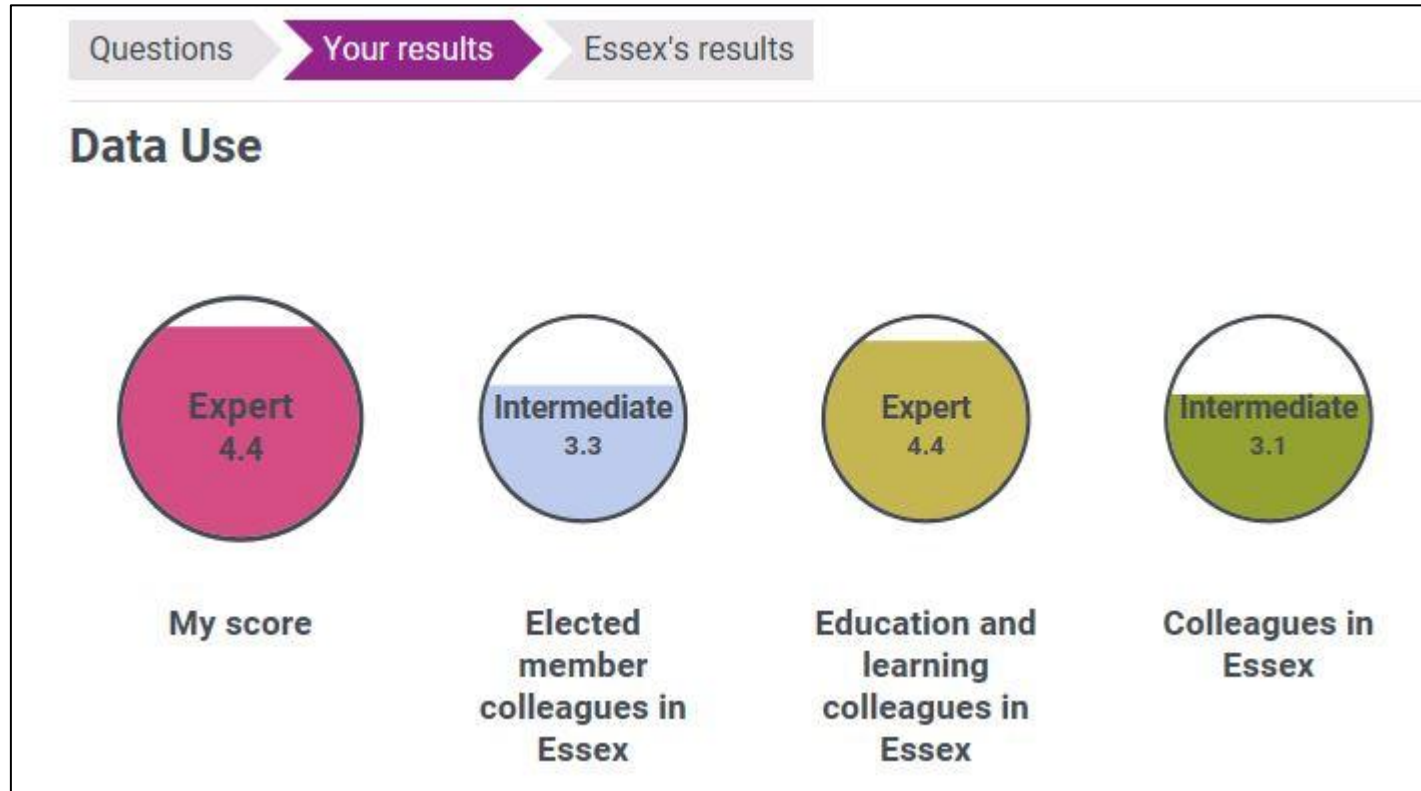 Questions
Your results
Essex's results
Data Use
Expert
4.4
Intermediate
3.3
Expert
4.4
Intermediate
3.1
My score
Elected
member
colleagues in
Essex
Education and
learning
colleagues in
Essex
Colleagues in
Essex